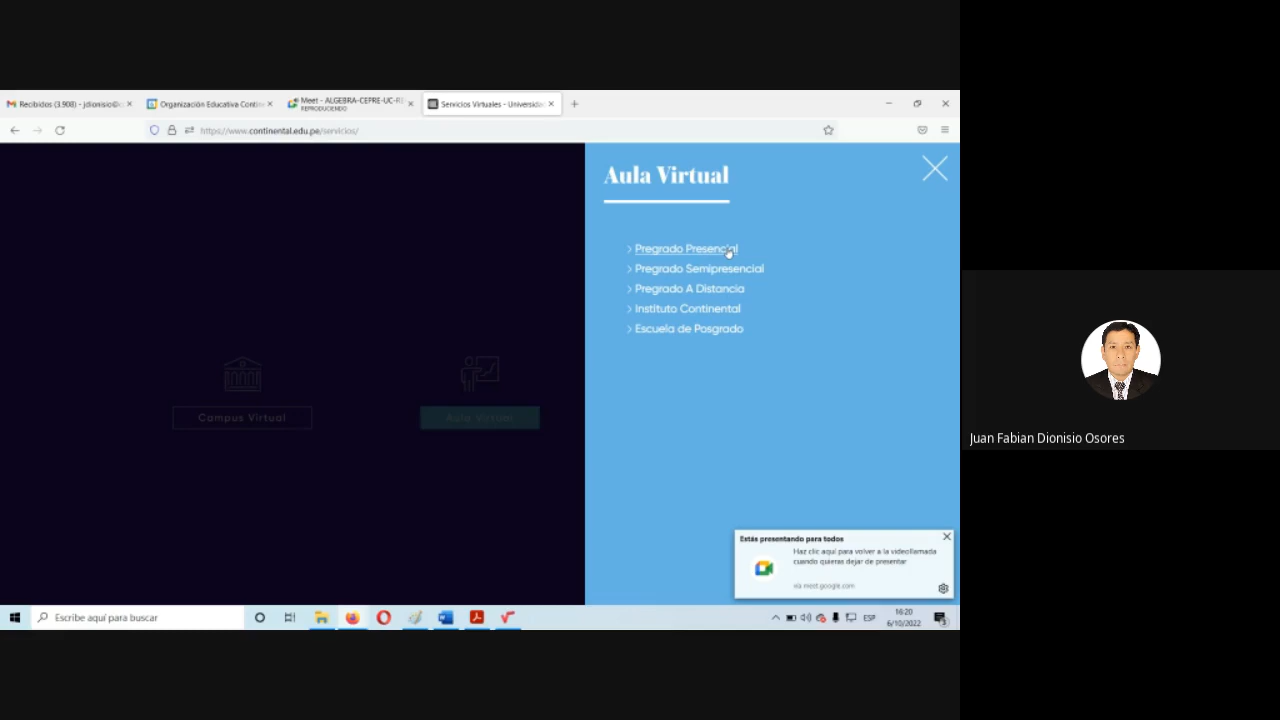 Recibidos (3.908) - jdionisio@c
Organización Educativa Contin
Meet - ALGEBRA-CEPRE-UC-RE
REPRODUCIENDO
Servicios Virtuales - Universidad
https://www.continental.edu.pe/servicios/
Aula Virtual
Pregrado Presencial
Pregrado Semipresencial
Pregrado A Distancia
Instituto Continental
Escuela de Posgrado
Campus Virtual
Aula Virtual
Juan Fabian Dionisio Osores
Estás presentando para todos
Haz clic aquí para volver a la videollamada
cuando quieras dejar de presentar
vía meet.google.com
Escribe aquí para buscar
ESP
16:20
6/10/2022